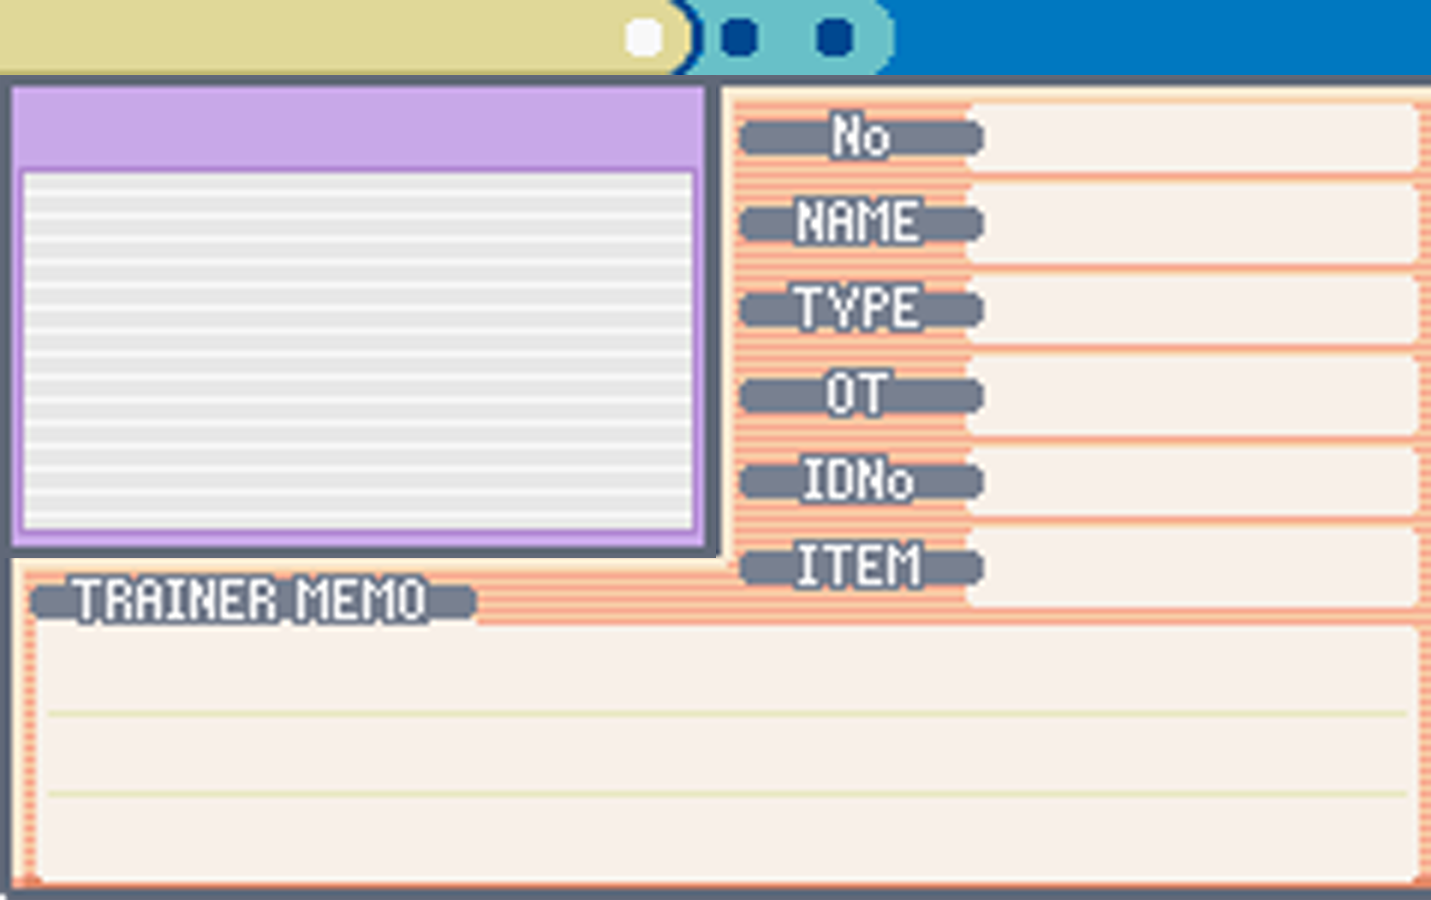 No
NAME
TYPE
OT
IDNo
ITEM
TRAINER MEMO